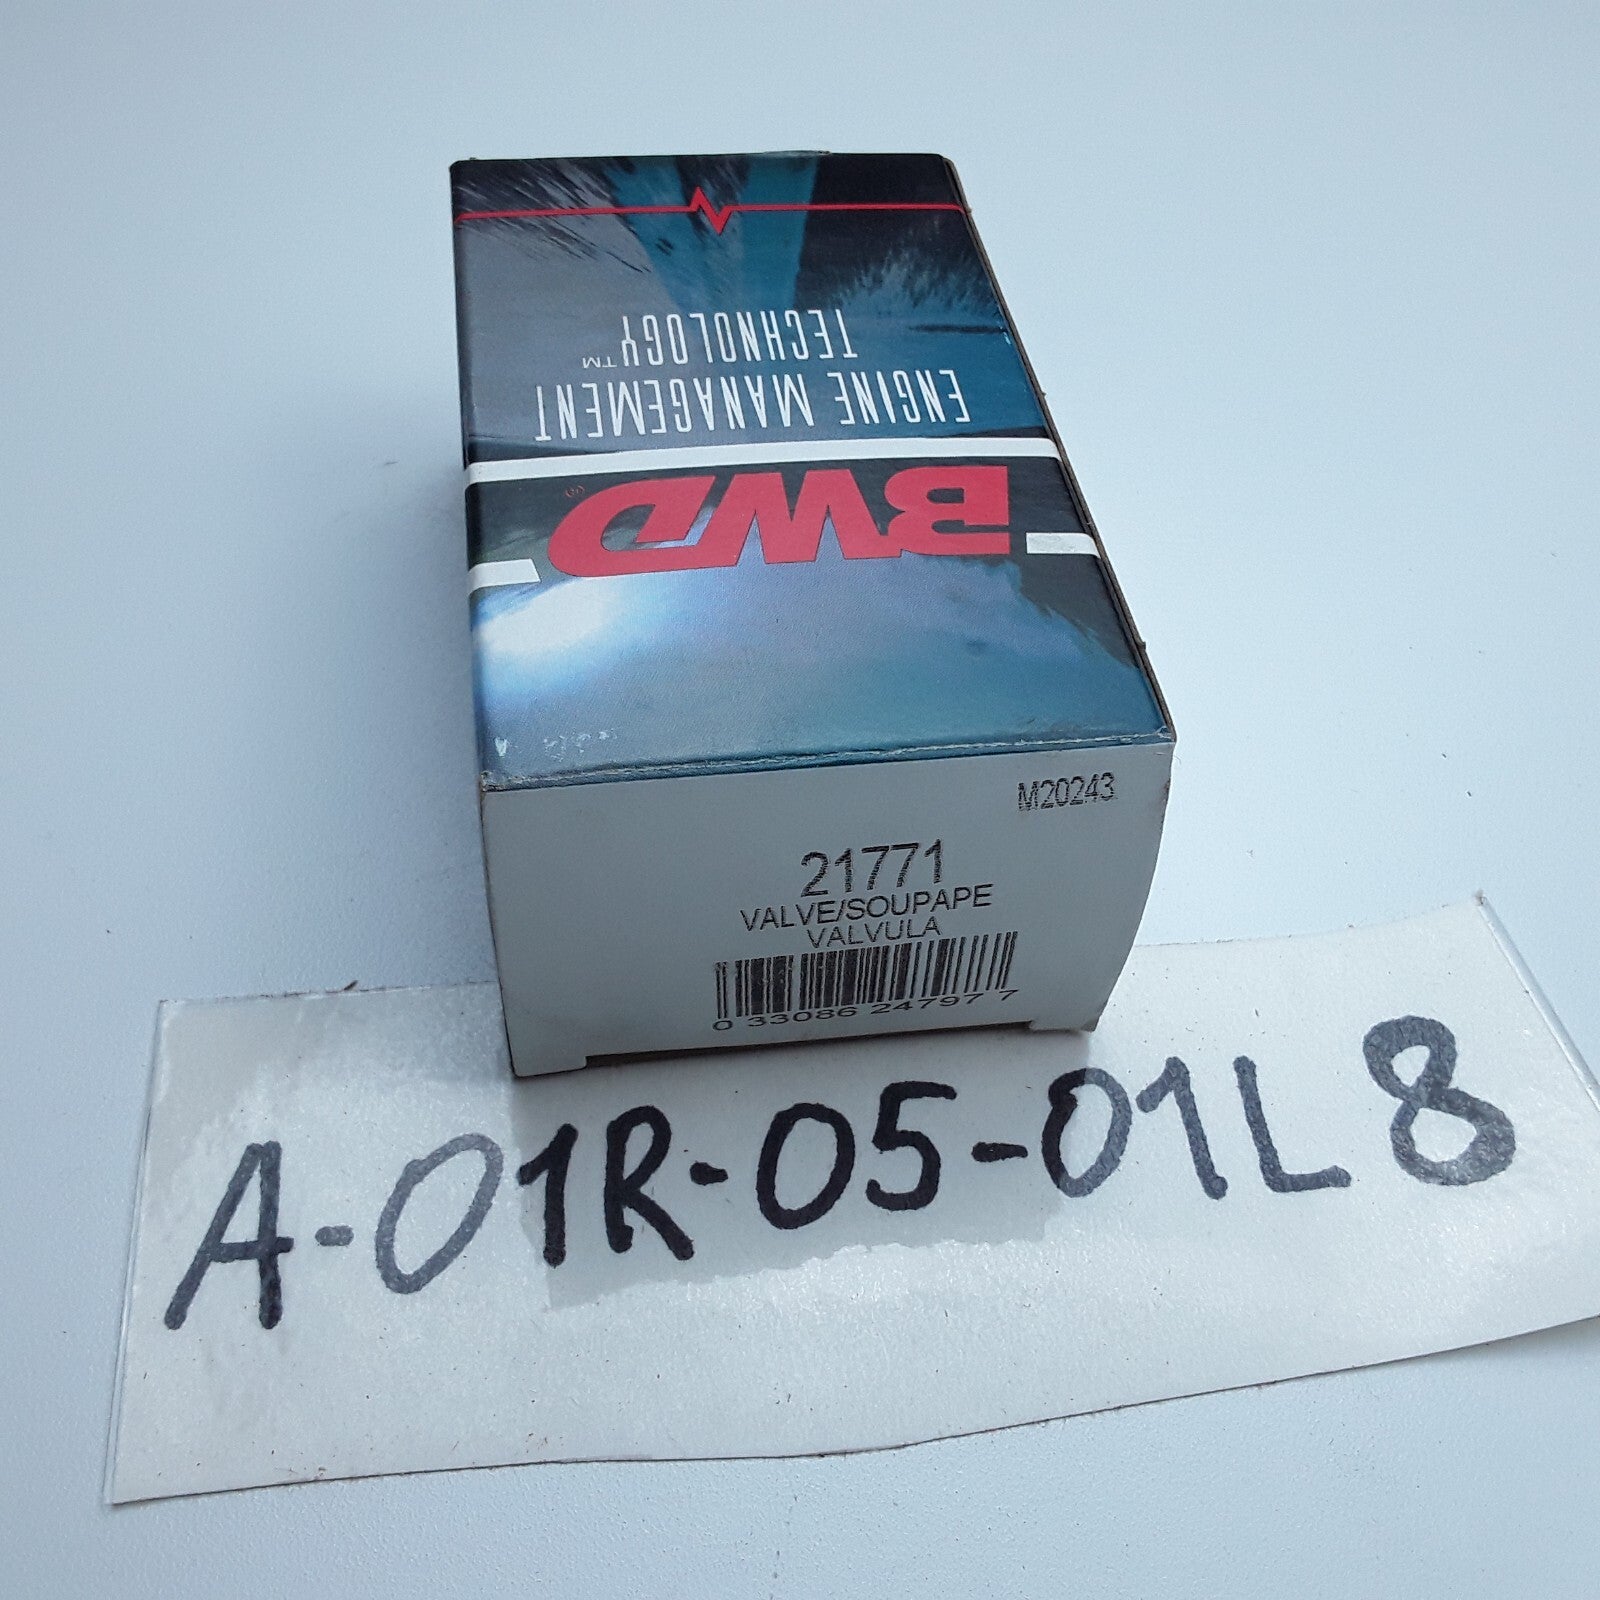 BWD®
ENGINE MANAGEMENT
TECHNOLOGY™
M20243
21771
VALVE/SOUPAPE
VALVULA
0 33086 24797 7
A-01R-05-01L8